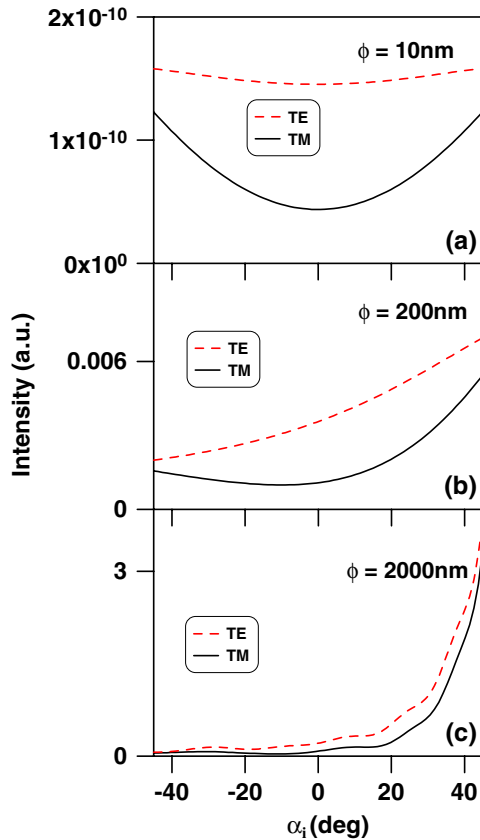 2x10⁻¹⁰
ϕ = 10nm
TE
TM
1x10⁻¹⁰
(a)
0x10⁰
ϕ = 200nm
TE
TM
0.006
(b)
0
ϕ = 2000nm
3
TE
TM
(c)
0
-40 -20 0 20 40
αᵢ (deg)
Intensity (a.u.)